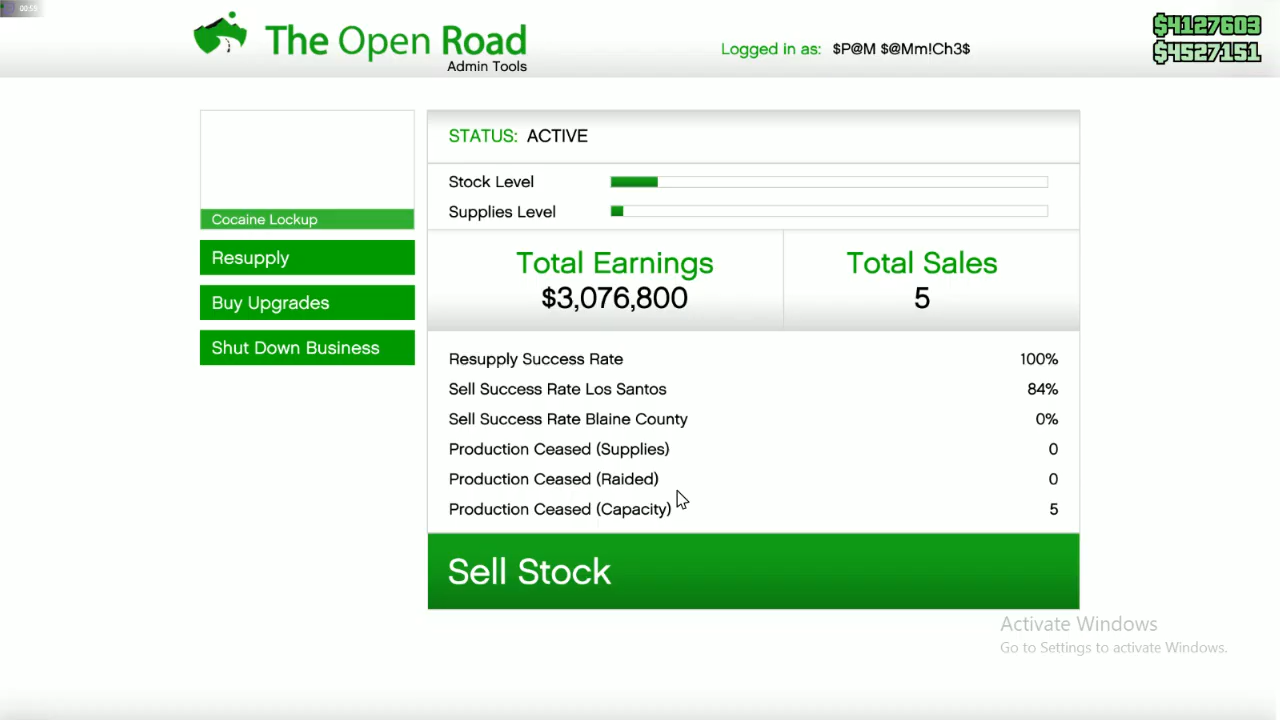 00:55
The Open Road
Admin Tools
Logged in as: $P@M $@Mm!Ch3$
$4127603
$4527151
Cocaine Lockup
Resupply
Buy Upgrades
Shut Down Business
STATUS: ACTIVE
Stock Level
Supplies Level
Total Earnings
$3,076,800
Total Sales
5
Resupply Success Rate 100%
Sell Success Rate Los Santos 84%
Sell Success Rate Blaine County 0%
Production Ceased (Supplies) 0
Production Ceased (Raided) 0
Production Ceased (Capacity) 5
Sell Stock
Activate Windows
Go to Settings to activate Windows.